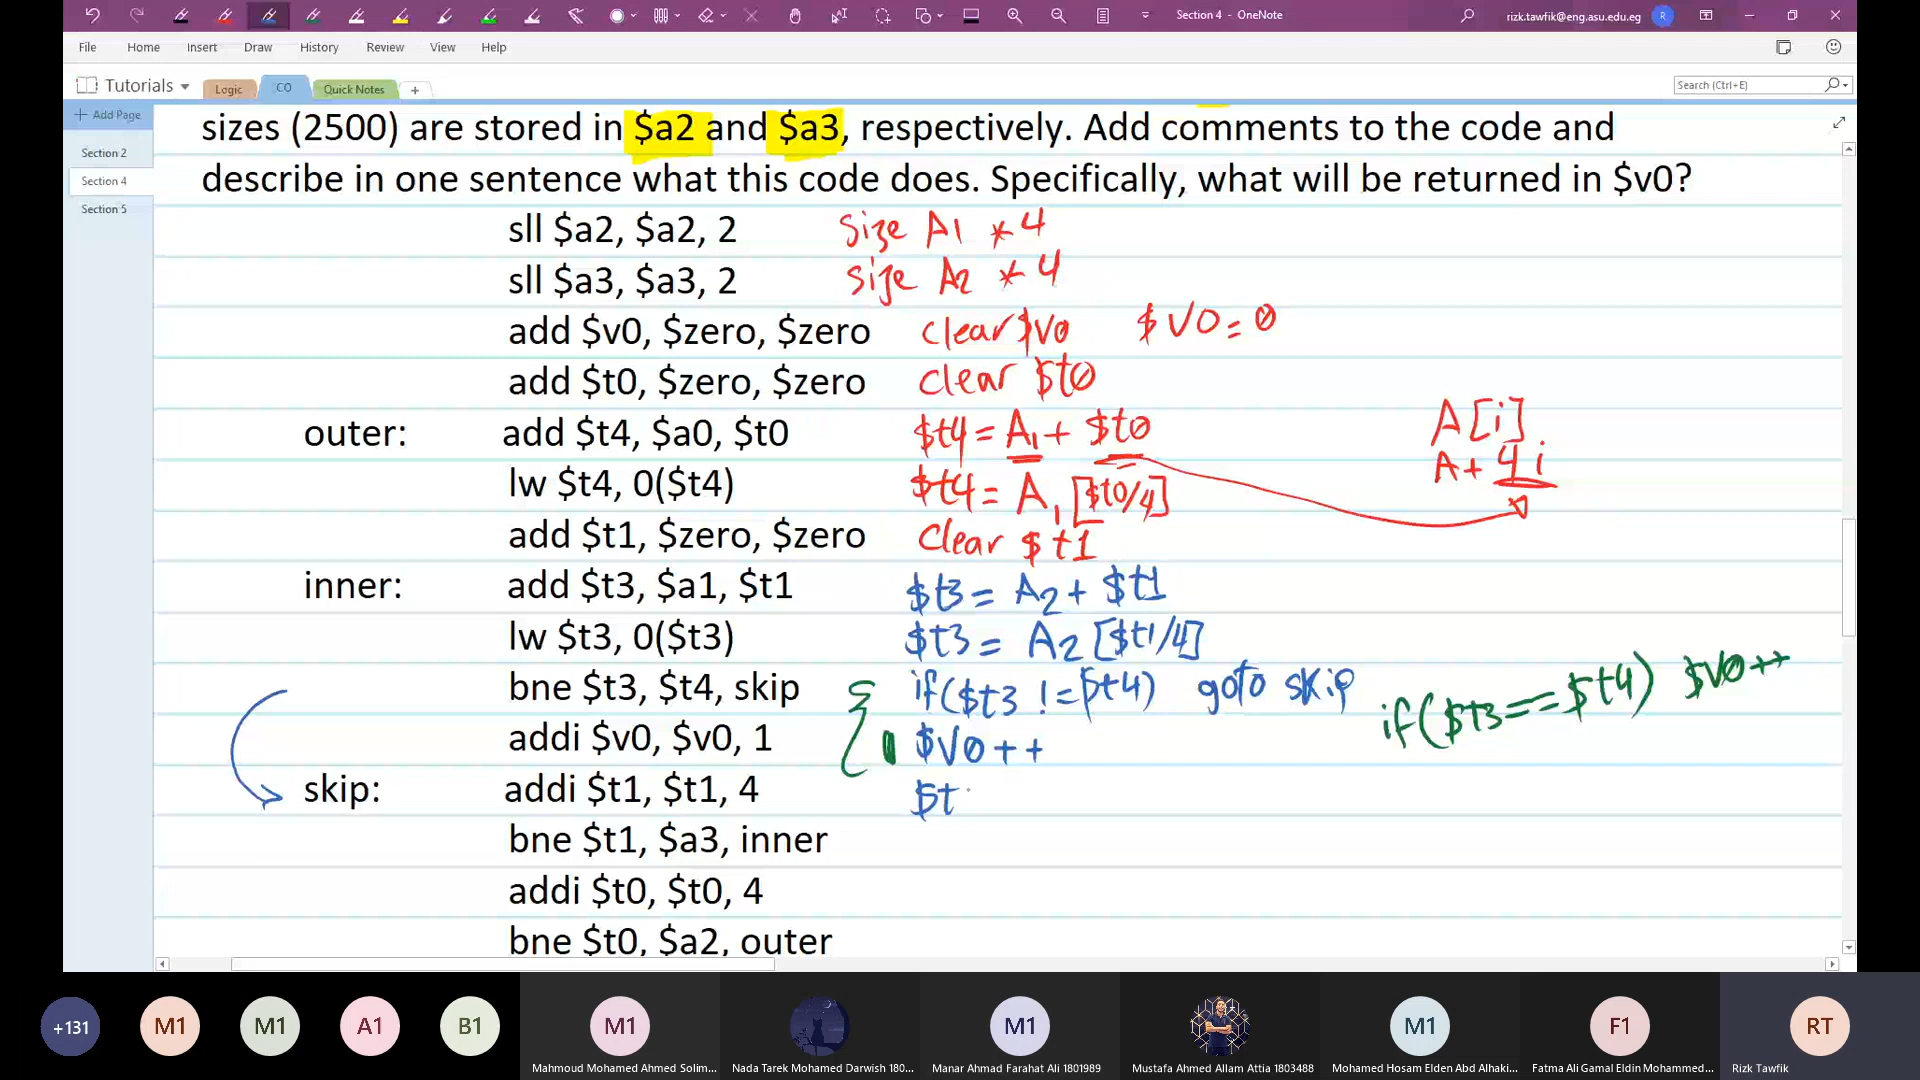 Section 4 - OneNote
rizk.tawfik@eng.asu.edu.eg
R
File Home Insert Draw History Review View Help
Tutorials Logic CO Quick Notes +
Search (Ctrl+E)
Add Page
Section 2
Section 4
Section 5
sizes (2500) are stored in $a2 and $a3, respectively. Add comments to the code and
describe in one sentence what this code does. Specifically, what will be returned in $v0?
sll $a2, $a2, 2 Size A1 * 4
sll $a3, $a3, 2 size A2 * 4
add $v0, $zero, $zero clear $V0 $V0 = 0
add $t0, $zero, $zero clear $t0
A[i]
outer: add $t4, $a0, $t0 $t4 = A1 + $t0
A + 4i
lw $t4, 0($t4) $t4 = A1 [$t0/4]
add $t1, $zero, $zero Clear $t1
inner: add $t3, $a1, $t1 $t3 = A2 + $t1
lw $t3, 0($t3) $t3 = A2 [$t1/4]
bne $t3, $t4, skip if($t3 != $t4) goto skip if($t3 == $t4) $V0++
addi $v0, $v0, 1 $V0++
skip: addi $t1, $t1, 4 $t
bne $t1, $a3, inner
addi $t0, $t0, 4
bne $t0, $a2, outer
+131 M1 M1 A1 B1 M1 M1 M1 F1 RT
Mahmoud Mohamed Ahmed Solim... Nada Tarek Mohamed Darwish 180... Manar Ahmad Farahat Ali 1801989 Mustafa Ahmed Allam Attia 1803488 Mohamed Hosam Elden Abd Alhaki... Fatma Ali Gamal Eldin Mohammed... Rizk Tawfik